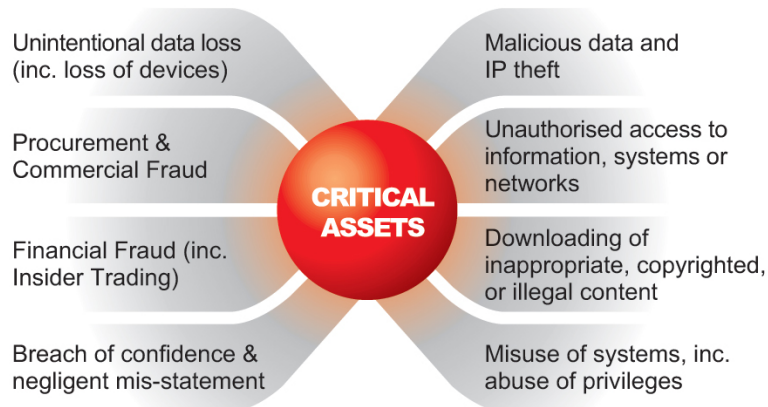 Unintentional data loss
(inc. loss of devices)
Procurement &
Commercial Fraud
Financial Fraud (inc.
Insider Trading)
Breach of confidence &
negligent mis-statement
CRITICAL
ASSETS
Malicious data and
IP theft
Unauthorised access to
information, systems or
networks
Downloading of
inappropriate, copyrighted,
or illegal content
Misuse of systems, inc.
abuse of privileges